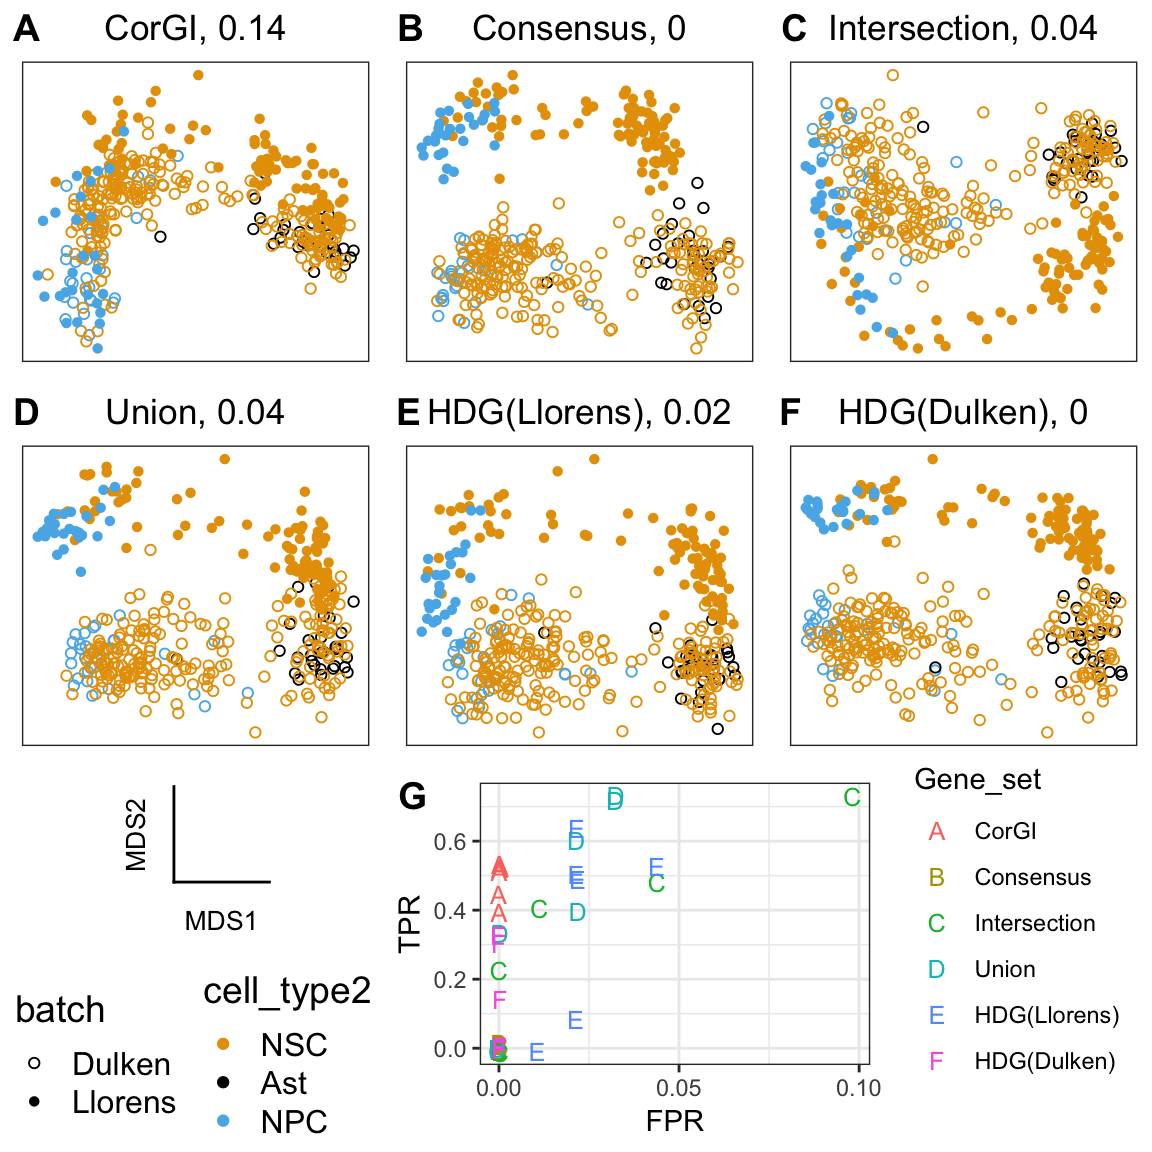 A CorGI, 0.14
B Consensus, 0
C Intersection, 0.04
D Union, 0.04
E HDG(Llorens), 0.02
F HDG(Dulken), 0
MDS2
MDS1
batch
Dulken
Llorens
cell_type2
NSC
Ast
NPC
G
TPR
0.6
0.4
0.2
0.0
0.00 0.05 0.10
FPR
Gene_set
A CorGI
B Consensus
C Intersection
D Union
E HDG(Llorens)
F HDG(Dulken)